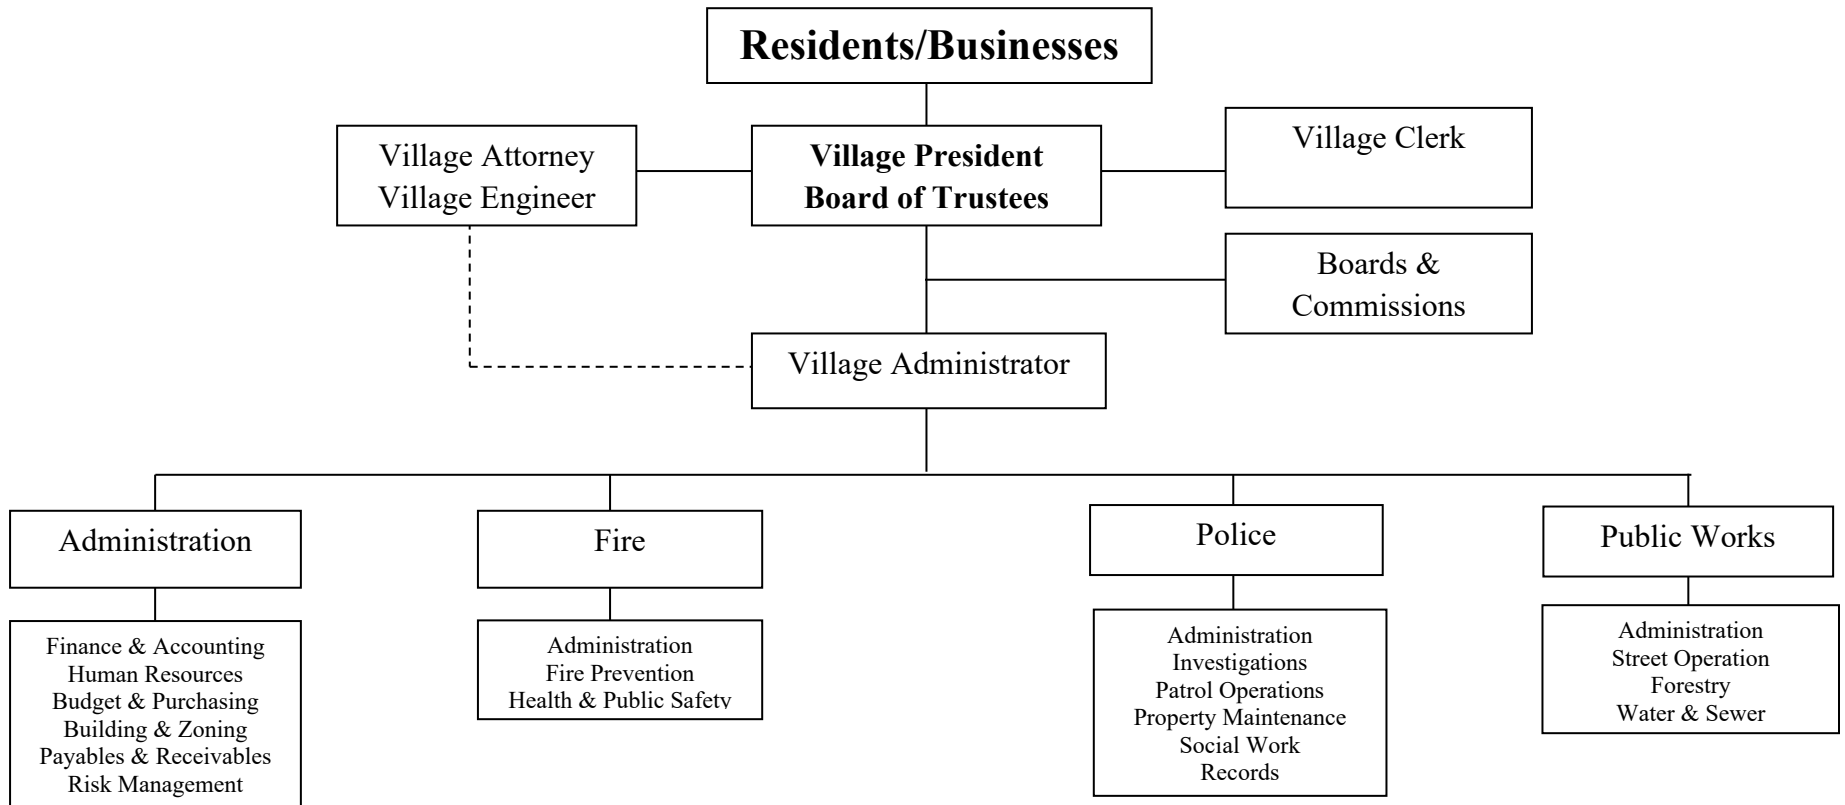 Residents/Businesses
Village Attorney
Village Engineer
Village President
Board of Trustees
Village Clerk
Boards &
Commissions
Village Administrator
Administration
Fire
Police
Public Works
Finance & Accounting
Human Resources
Budget & Purchasing
Building & Zoning
Payables & Receivables
Risk Management
Administration
Fire Prevention
Health & Public Safety
Administration
Investigations
Patrol Operations
Property Maintenance
Social Work
Records
Administration
Street Operation
Forestry
Water & Sewer